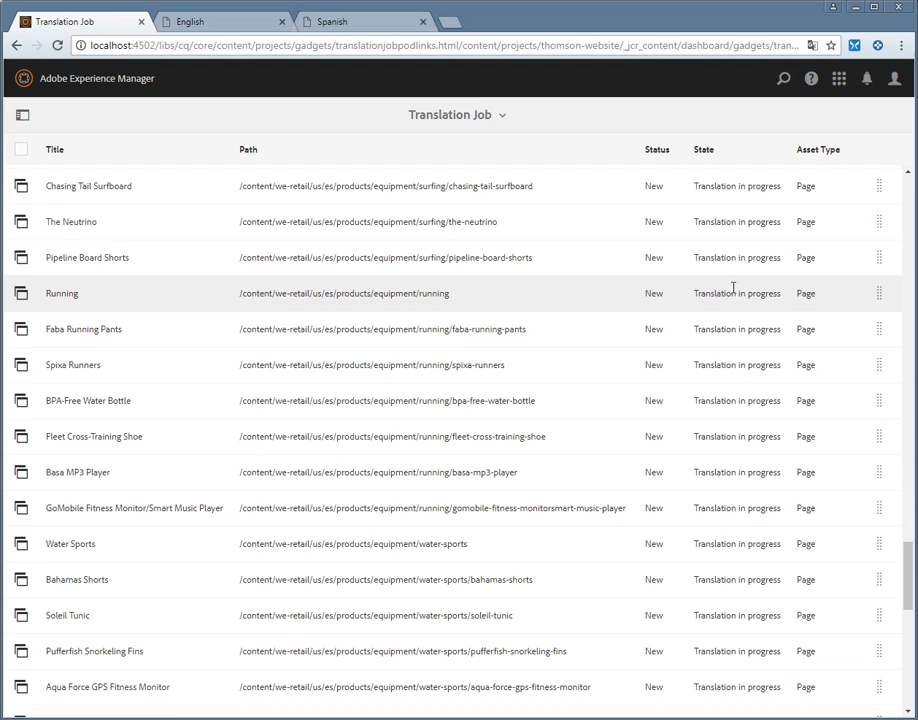 Translation Job
English
Spanish
localhost:4502/libs/cq/core/content/projects/gadgets/translationjobpodlinks.html/content/projects/thomson-website/_jcr_content/dashboard/gadgets/tran...
Adobe Experience Manager
Translation Job
Title Path Status State Asset Type
Chasing Tail Surfboard /content/we-retail/us/es/products/equipment/surfing/chasing-tail-surfboard New Translation in progress Page
The Neutrino /content/we-retail/us/es/products/equipment/surfing/the-neutrino New Translation in progress Page
Pipeline Board Shorts /content/we-retail/us/es/products/equipment/surfing/pipeline-board-shorts New Translation in progress Page
Running /content/we-retail/us/es/products/equipment/running New Translation in progress Page
Faba Running Pants /content/we-retail/us/es/products/equipment/running/faba-running-pants New Translation in progress Page
Spixa Runners /content/we-retail/us/es/products/equipment/running/spixa-runners New Translation in progress Page
BPA-Free Water Bottle /content/we-retail/us/es/products/equipment/running/bpa-free-water-bottle New Translation in progress Page
Fleet Cross-Training Shoe /content/we-retail/us/es/products/equipment/running/fleet-cross-training-shoe New Translation in progress Page
Basa MP3 Player /content/we-retail/us/es/products/equipment/running/basa-mp3-player New Translation in progress Page
GoMobile Fitness Monitor/Smart Music Player /content/we-retail/us/es/products/equipment/running/gomobile-fitness-monitorsmart-music-player New Translation in progress Page
Water Sports /content/we-retail/us/es/products/equipment/water-sports New Translation in progress Page
Bahamas Shorts /content/we-retail/us/es/products/equipment/water-sports/bahamas-shorts New Translation in progress Page
Soleil Tunic /content/we-retail/us/es/products/equipment/water-sports/soleil-tunic New Translation in progress Page
Pufferfish Snorkeling Fins /content/we-retail/us/es/products/equipment/water-sports/pufferfish-snorkeling-fins New Translation in progress Page
Aqua Force GPS Fitness Monitor /content/we-retail/us/es/products/equipment/water-sports/aqua-force-gps-fitness-monitor New Translation in progress Page